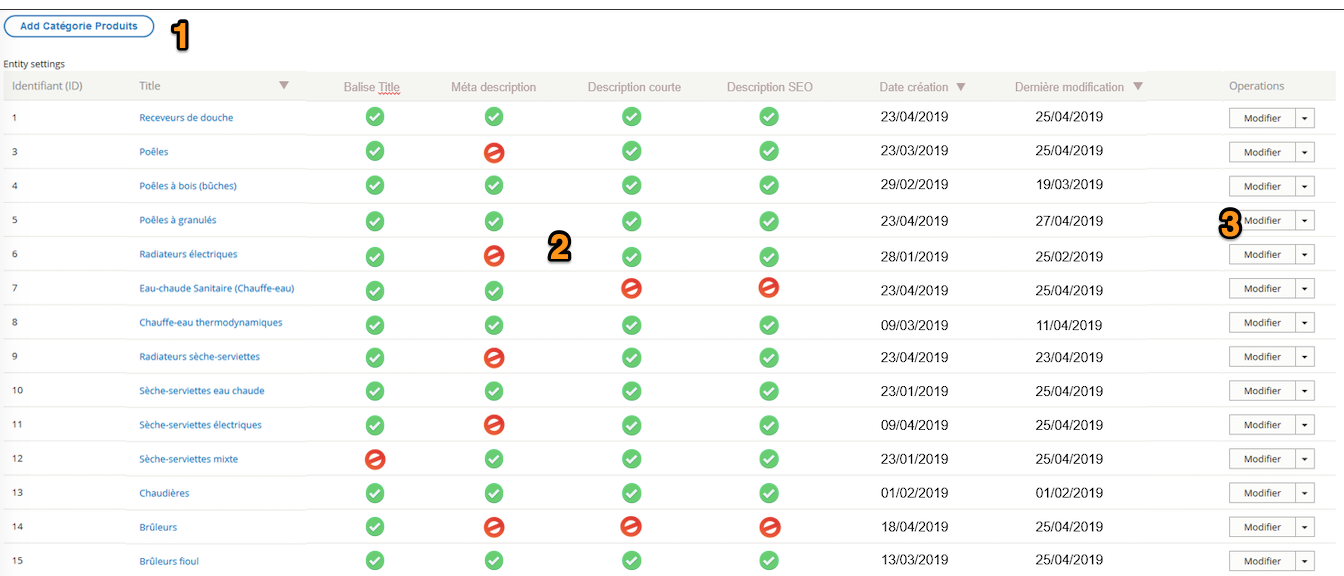 Add Catégorie Produits 1
Entity settings
Identifiant (ID) Title Balise Title Méta description Description courte Description SEO Date création Dernière modification Operations
1 Receveurs de douche 23/04/2019 25/04/2019 Modifier
3 Poêles 23/03/2019 25/04/2019 Modifier
4 Poêles à bois (bûches) 29/02/2019 19/03/2019 Modifier
5 Poêles à granulés 23/04/2019 27/04/2019 3 Modifier
6 Radiateurs électriques 2 28/01/2019 25/02/2019 Modifier
7 Eau-chaude Sanitaire (Chauffe-eau) 23/04/2019 25/04/2019 Modifier
8 Chauffe-eau thermodynamiques 09/03/2019 11/04/2019 Modifier
9 Radiateurs sèche-serviettes 23/04/2019 23/04/2019 Modifier
10 Sèche-serviettes eau chaude 23/01/2019 25/04/2019 Modifier
11 Sèche-serviettes électriques 09/04/2019 25/04/2019 Modifier
12 Sèche-serviettes mixte 23/01/2019 25/04/2019 Modifier
13 Chaudières 01/02/2019 01/02/2019 Modifier
14 Brûleurs 18/04/2019 25/04/2019 Modifier
15 Brûleurs fioul 13/03/2019 25/04/2019 Modifier